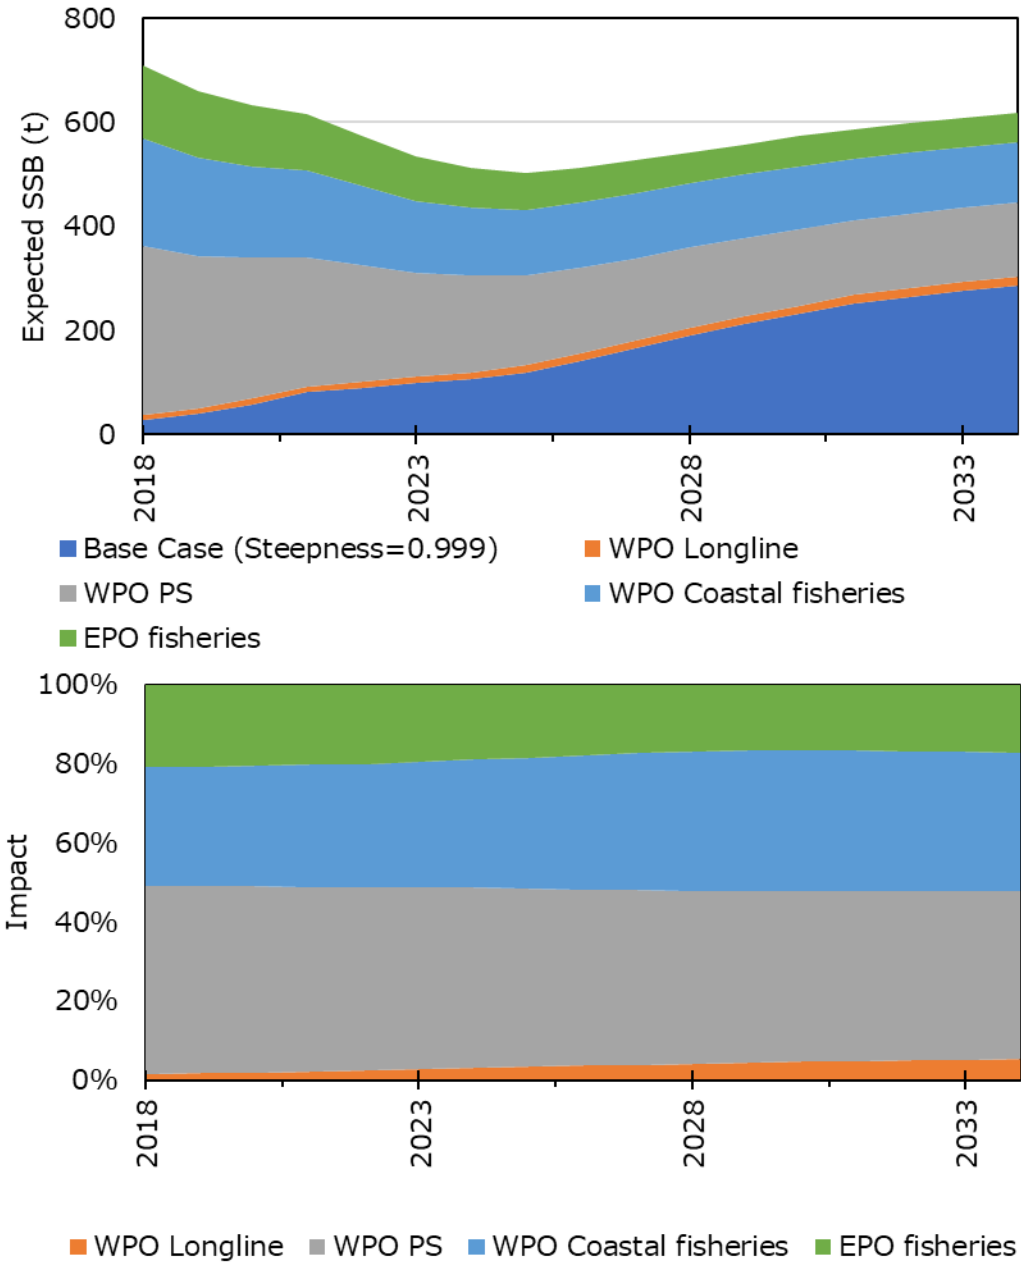 800
600
400
200
0
Expected SSB (t)
2018
2023
2028
2033
Base Case (Steepness=0.999)
WPO Longline
WPO PS
WPO Coastal fisheries
EPO fisheries
100%
80%
60%
40%
20%
0%
Impact
2018
2023
2028
2033
WPO Longline WPO PS WPO Coastal fisheries EPO fisheries